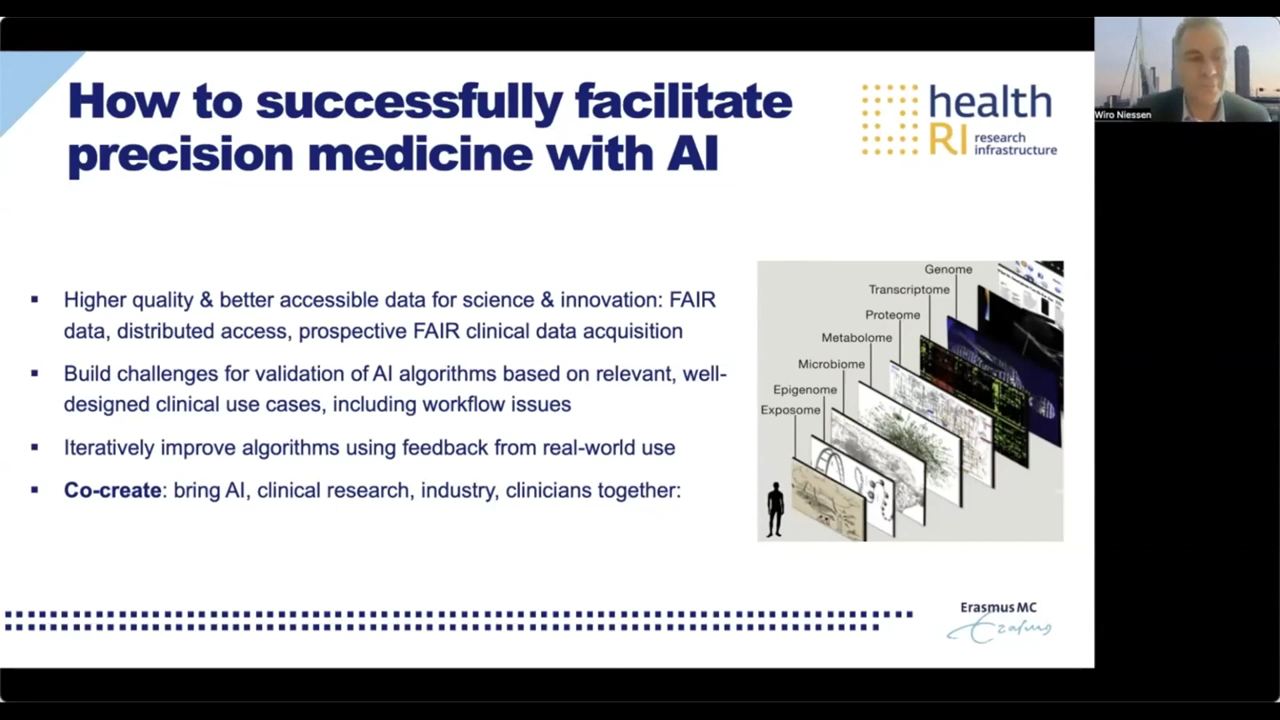 How to successfully facilitate
precision medicine with AI
health
RI research
infrastructure
Wiro Niessen
▪ Higher quality & better accessible data for science & innovation: FAIR
data, distributed access, prospective FAIR clinical data acquisition
▪ Build challenges for validation of AI algorithms based on relevant, well-
designed clinical use cases, including workflow issues
▪ Iteratively improve algorithms using feedback from real-world use
▪ Co-create: bring AI, clinical research, industry, clinicians together:
Genome
Transcriptome
Proteome
Metabolome
Microbiome
Epigenome
Exposome
Erasmus MC
Erasmus